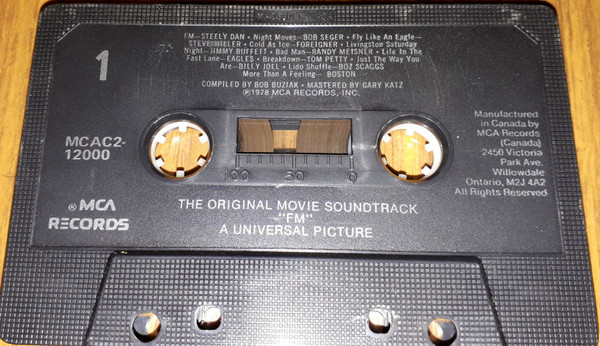 FM–STEELY DAN • Night Moves–BOB SEGER • Fly Like An Eagle–
STEVE MILLER • Cold As Ice–FOREIGNER • Livingston Saturday
Night–JIMMY BUFFETT • Bad Man–RANDY MEISNER • Life In The
Fast Lane–EAGLES • Breakdown–TOM PETTY • Just The Way You
Are–BILLY JOEL • Lido Shuffle–BOZ SCAGGS
More Than A Feeling– BOSTON
COMPILED BY BOB BUZIAK • MASTERED BY GARY KATZ
℗1978 MCA RECORDS, INC.
1
MCAC2-
12000
100 50 0
Manufactured
in Canada by
MCA Records
(Canada)
2450 Victoria
Park Ave.
Willowdale
Ontario, M2J 4A2
All Rights Reserved
®MCA
RECORDS
THE ORIGINAL MOVIE SOUNDTRACK
"FM"
A UNIVERSAL PICTURE